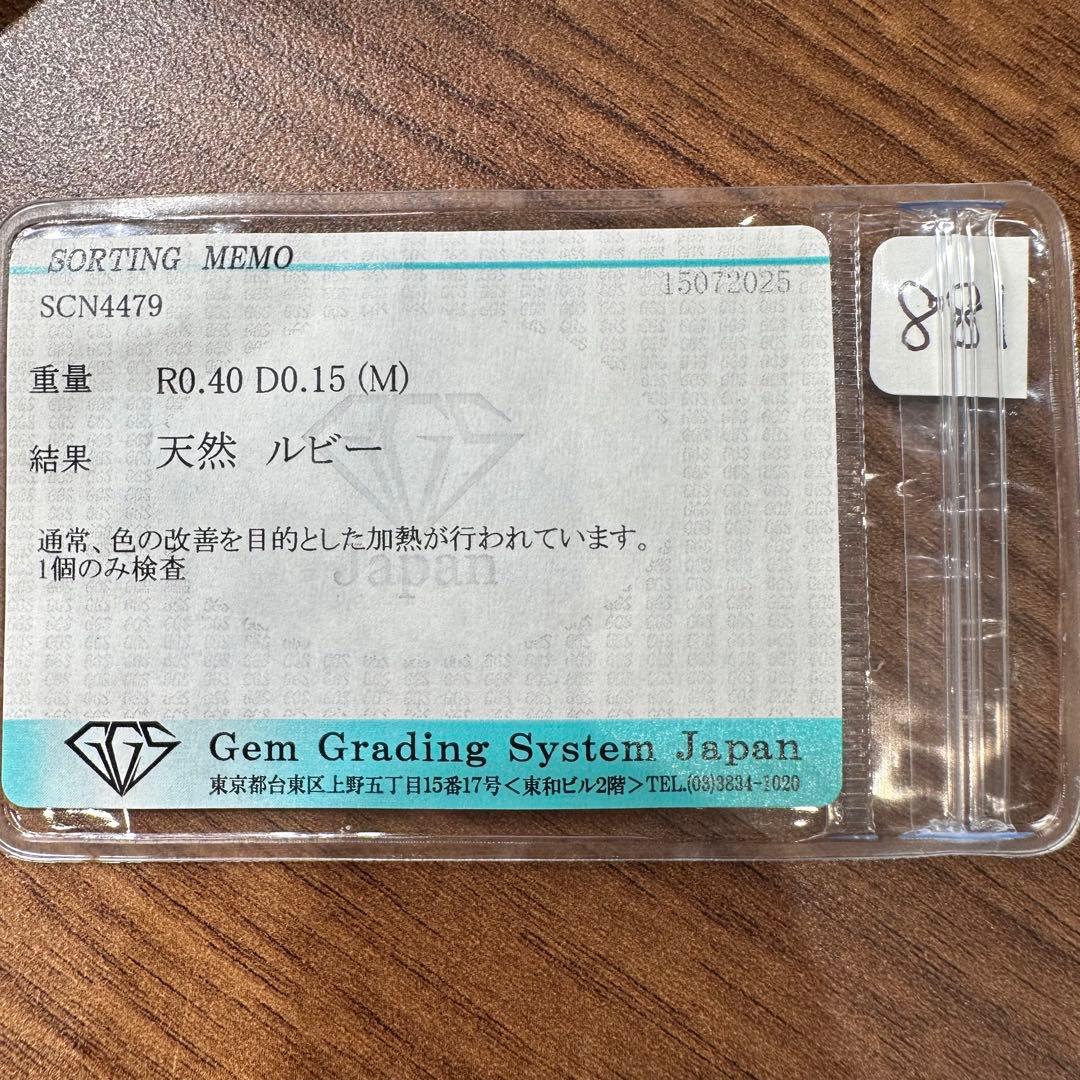 SORTING MEMO
15072025
SCN4479
重量 R0.40 D0.15 (M)
結果 天然 ルビー
通常、色の改善を目的とした加熱が行われています。
1個のみ検査
GGS
Japan
GGS Gem Grading System Japan
東京都台東区上野五丁目15番17号<東和ビル2階>TEL.(03)3834-1020